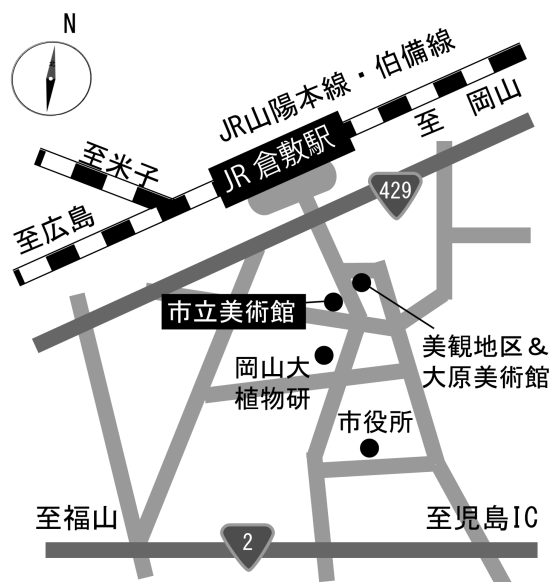 N
JR山陽本線・伯備線
至 岡山
至米子
JR倉敷駅
429
至広島
市立美術館
美観地区&
大原美術館
岡山大
植物研
市役所
至福山
至児島IC
2